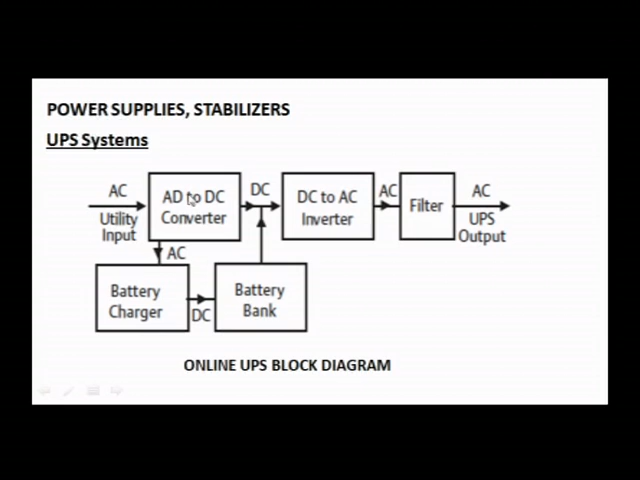 POWER SUPPLIES, STABILIZERS
UPS Systems
AC
Utility
Input
AD to DC
Converter
DC
DC to AC
Inverter
AC
Filter
AC
UPS
Output
AC
Battery
Charger
DC
Battery
Bank
ONLINE UPS BLOCK DIAGRAM